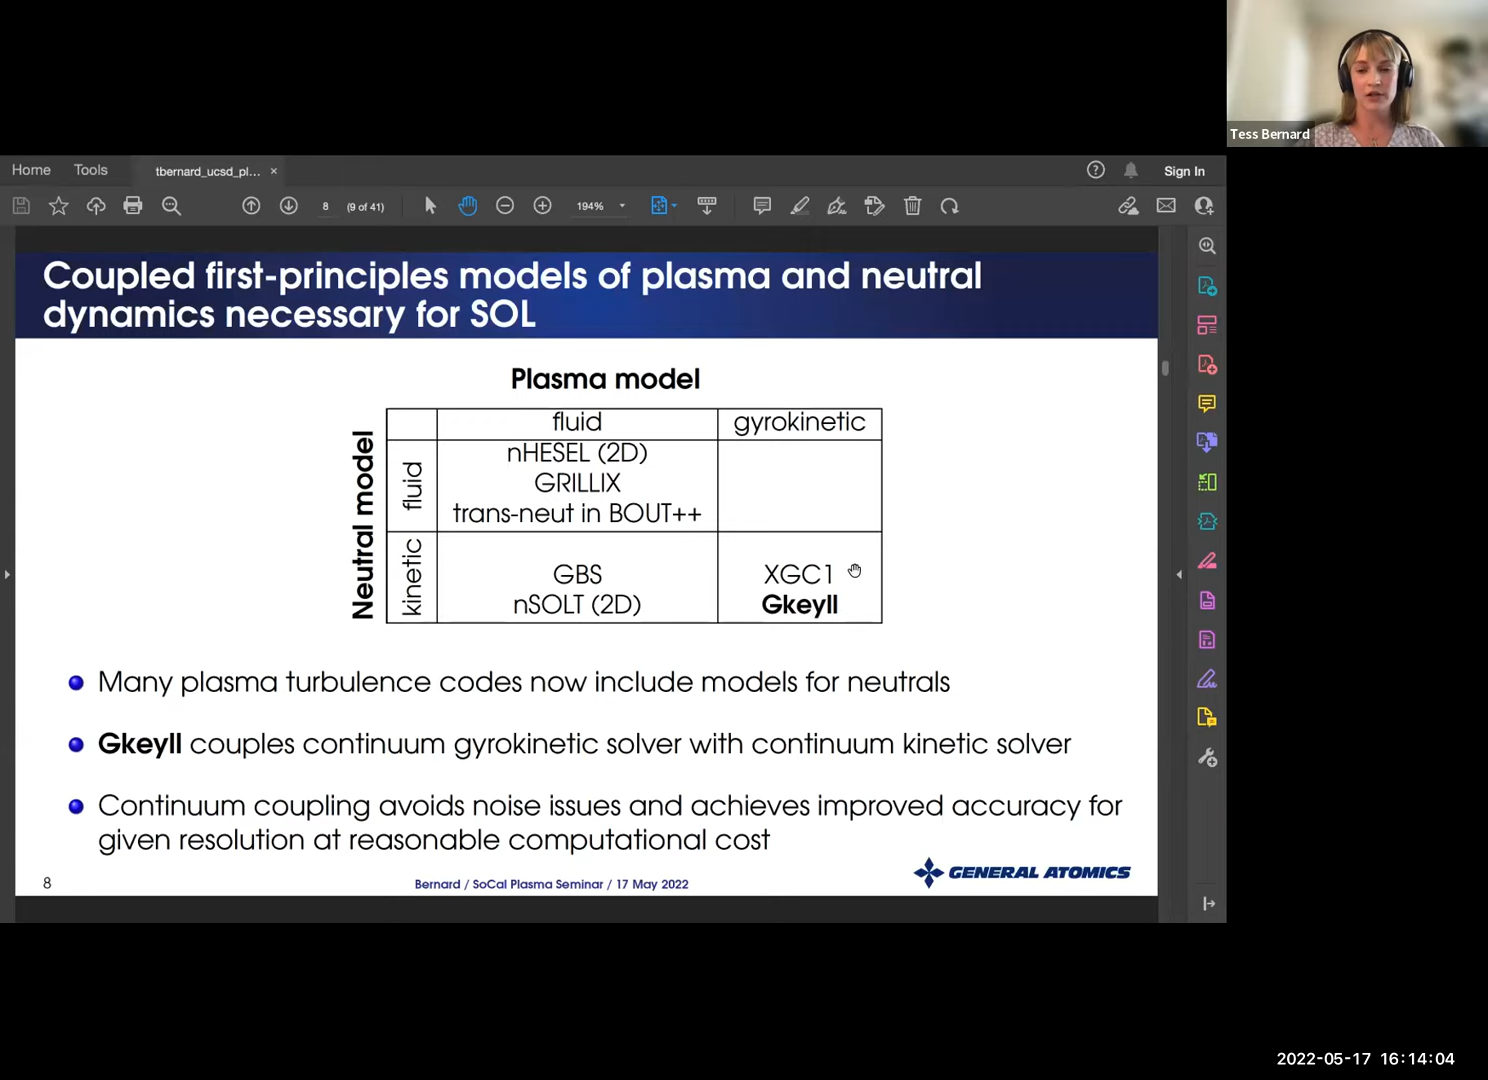 Tess Bernard
Home
Tools
tbernard_ucsd_pl... ×
Sign In
8
(9 of 41)
194%
Coupled first-principles models of plasma and neutral
dynamics necessary for SOL
Plasma model
Neutral model
fluid
gyrokinetic
fluid
nHESEL (2D)
GRILLIX
trans-neut in BOUT++
kinetic
GBS
nSOLT (2D)
XGC1
Gkeyll
Many plasma turbulence codes now include models for neutrals
Gkeyll couples continuum gyrokinetic solver with continuum kinetic solver
Continuum coupling avoids noise issues and achieves improved accuracy for
given resolution at reasonable computational cost
8
Bernard / SoCal Plasma Seminar / 17 May 2022
GENERAL ATOMICS
2022-05-17 16:14:04